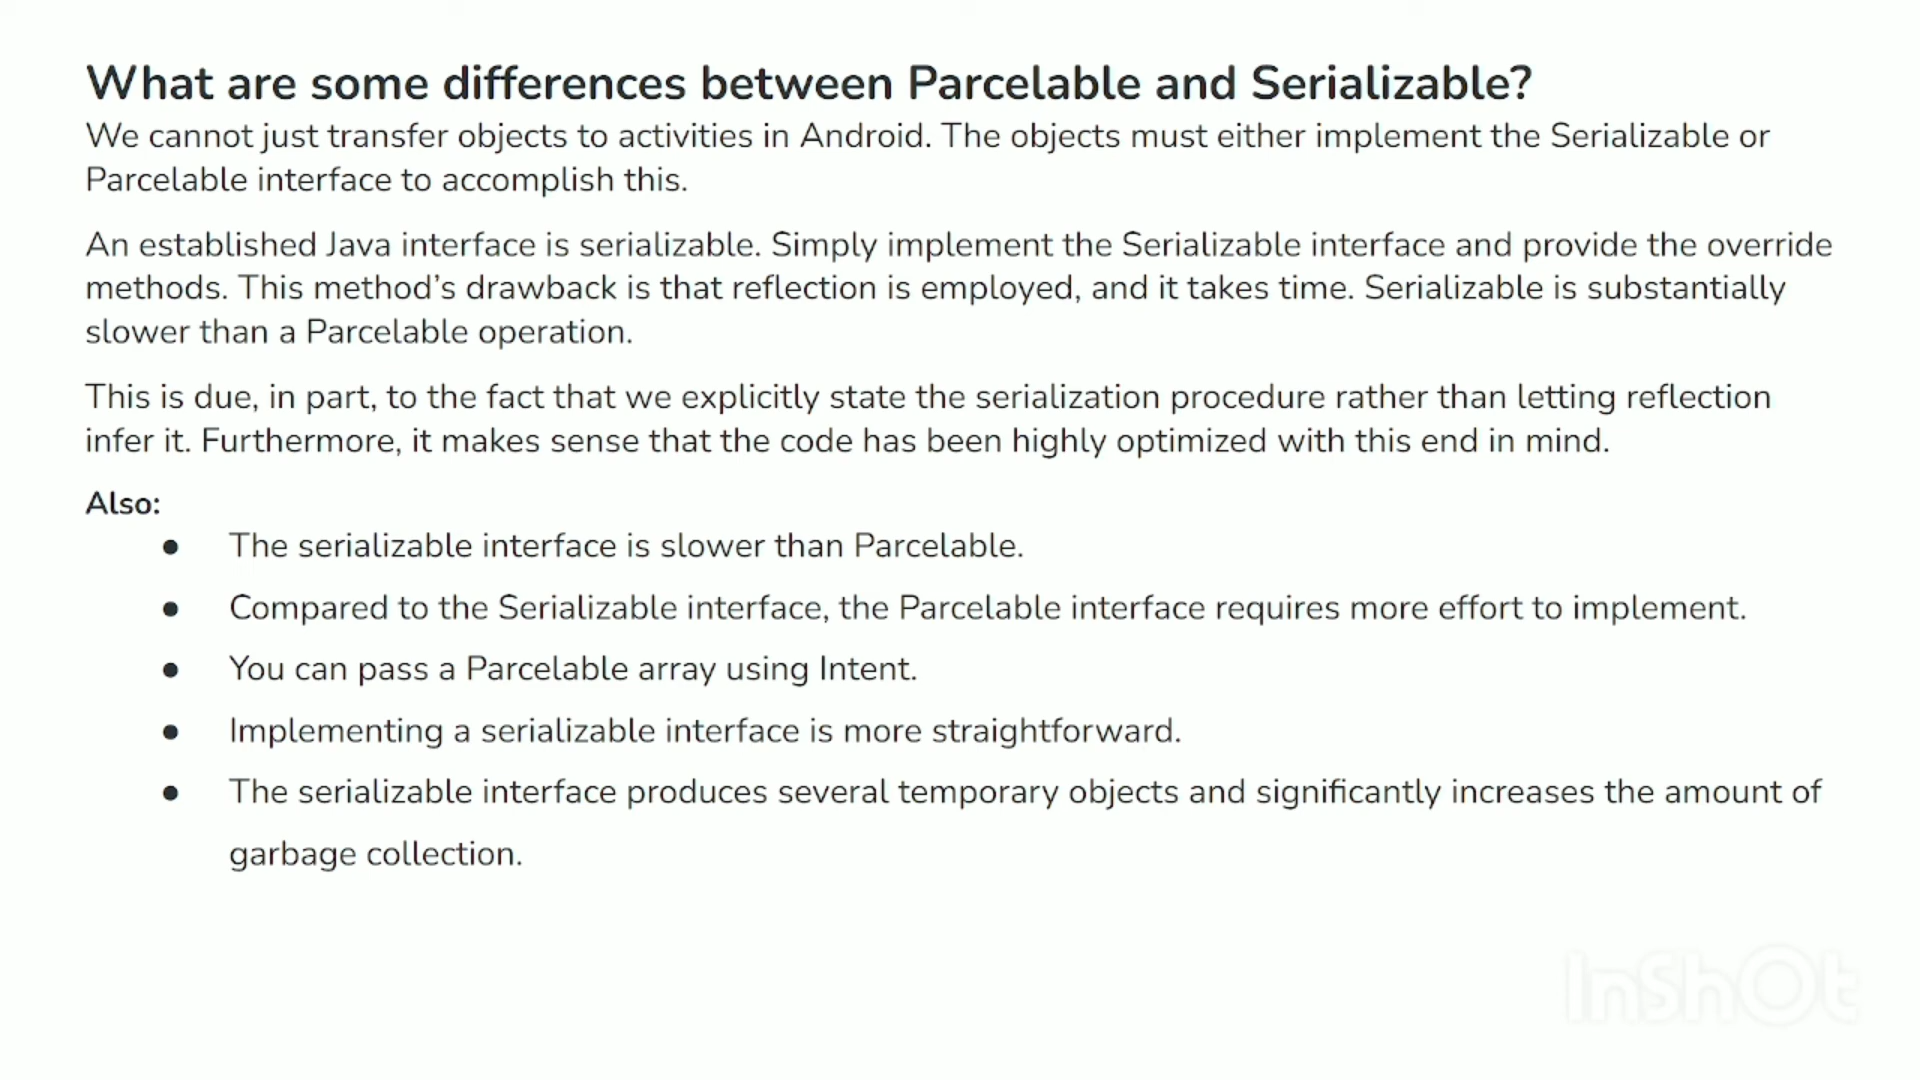 What are some differences between Parcelable and Serializable?
We cannot just transfer objects to activities in Android. The objects must either implement the Serializable or
Parcelable interface to accomplish this.
An established Java interface is serializable. Simply implement the Serializable interface and provide the override
methods. This method’s drawback is that reflection is employed, and it takes time. Serializable is substantially
slower than a Parcelable operation.
This is due, in part, to the fact that we explicitly state the serialization procedure rather than letting reflection
infer it. Furthermore, it makes sense that the code has been highly optimized with this end in mind.
Also:
● The serializable interface is slower than Parcelable.
● Compared to the Serializable interface, the Parcelable interface requires more effort to implement.
● You can pass a Parcelable array using Intent.
● Implementing a serializable interface is more straightforward.
● The serializable interface produces several temporary objects and significantly increases the amount of
garbage collection.
InShOt